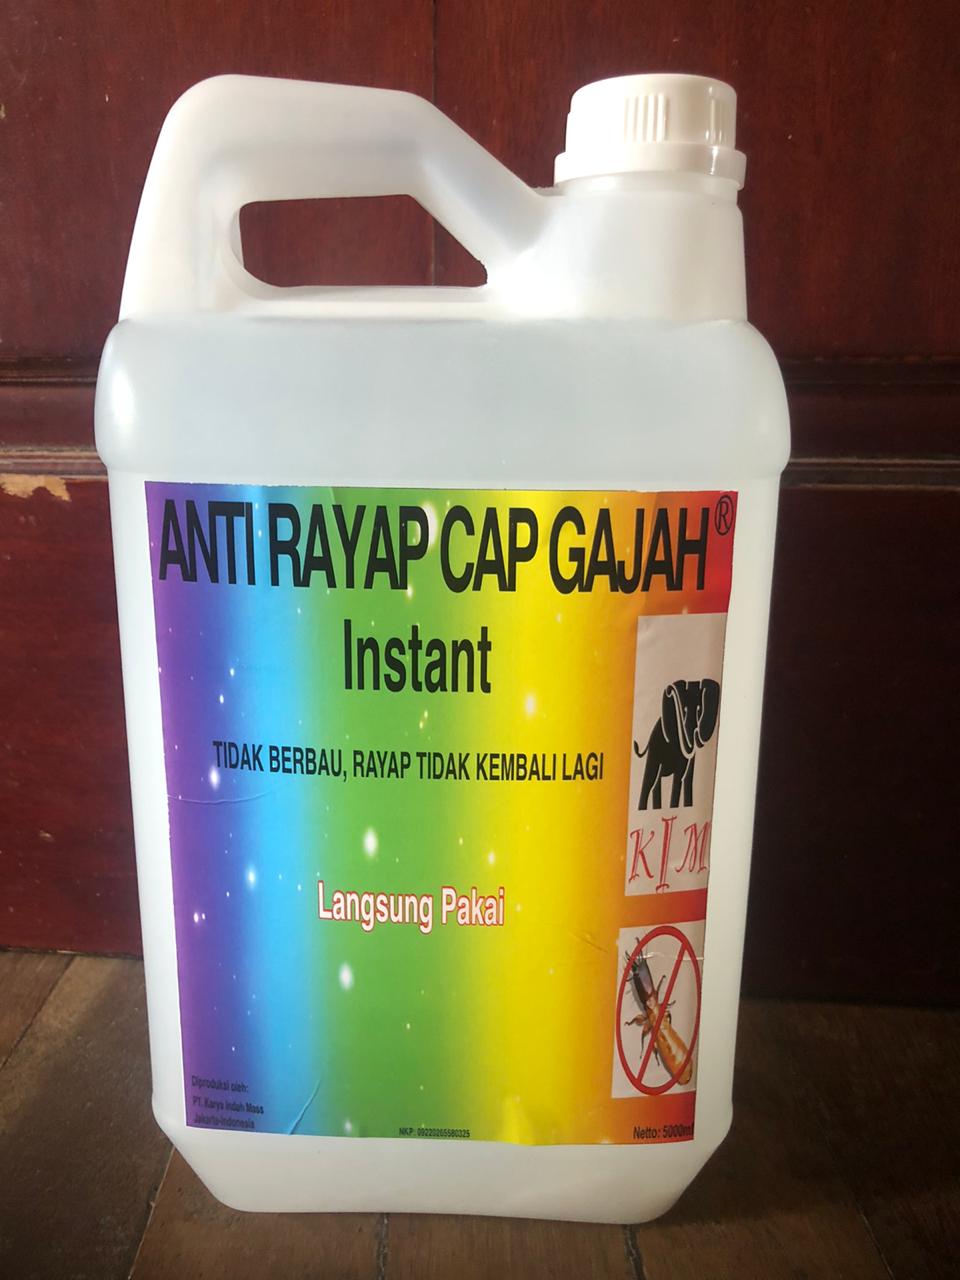 ANTI RAYAP CAP GAJAH ®
Instant
TIDAK BERBAU, RAYAP TIDAK KEMBALI LAGI
KIM
Langsung Pakai
Diproduksi oleh:
PT. Karya Indah Mass
Jakarta-Indonesia
NKP: 09220265580325
Netto: 5000ml